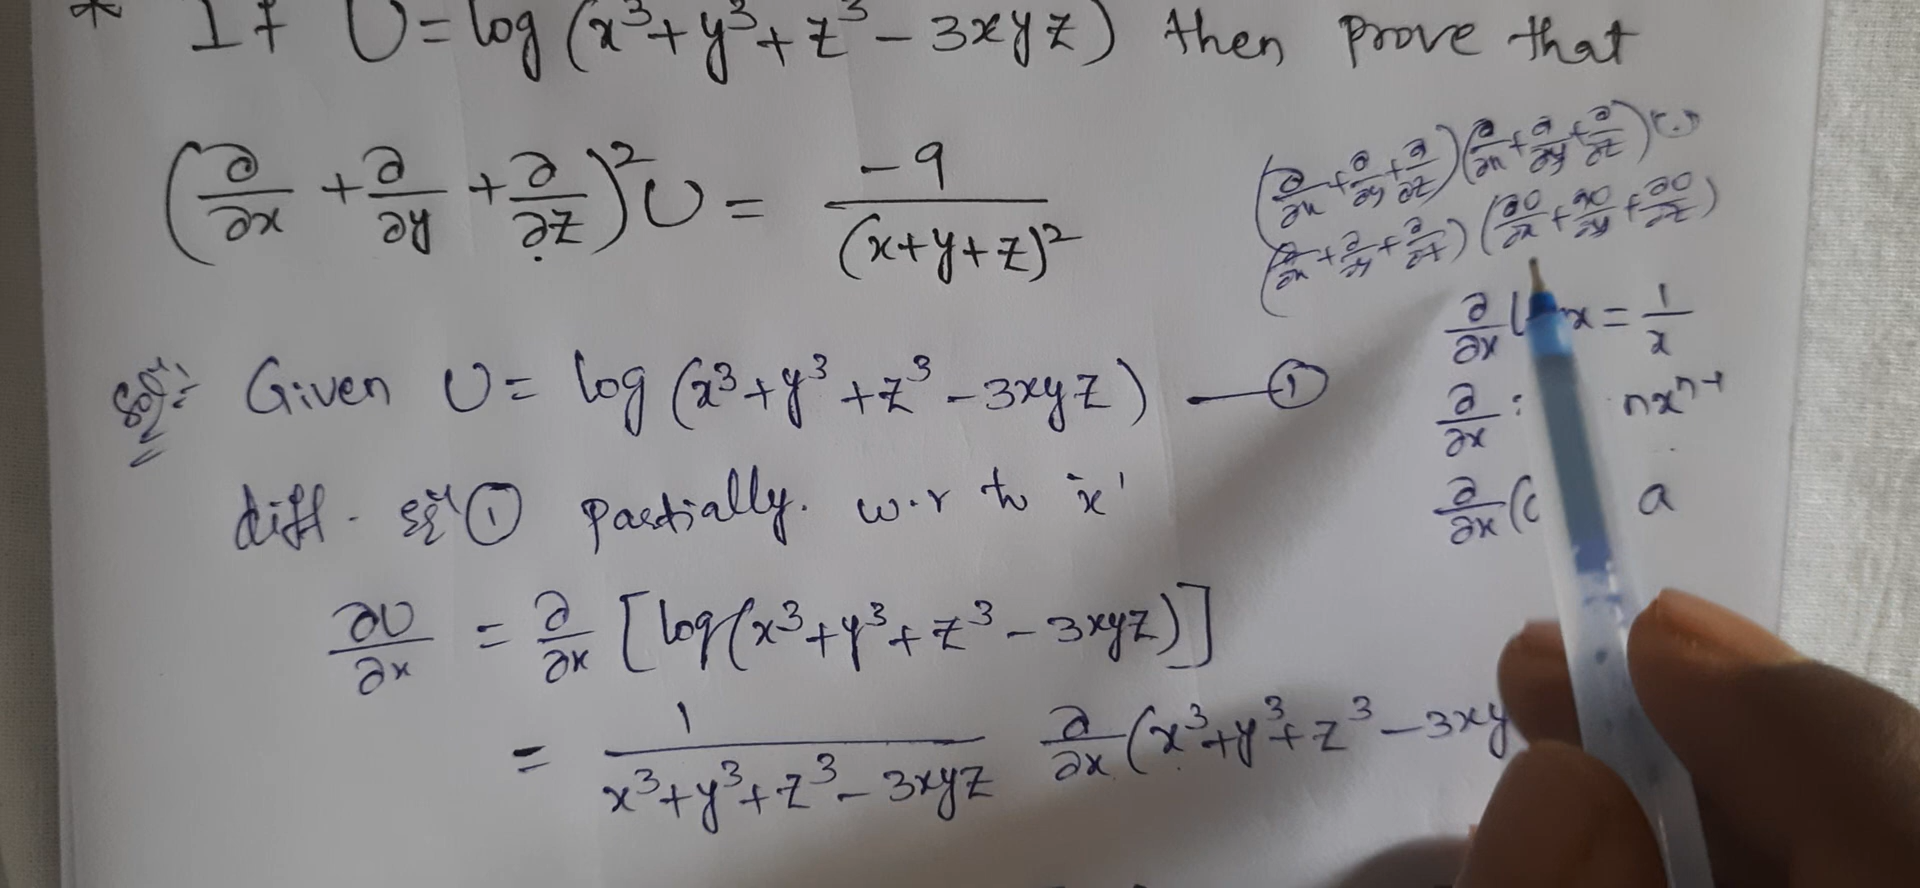 * If U = log (x³+y³+z³ - 3xyz) then prove that
(∂/∂x + ∂/∂y + ∂/∂z)² U = -9/(x+y+z)²
(∂/∂x + ∂/∂y + ∂/∂z) (∂/∂x + ∂/∂y + ∂/∂z)
(∂/∂x + ∂/∂y + ∂/∂z) (∂U/∂x + ∂U/∂y + ∂U/∂z)
∂/∂x x = 1/x
∂/∂x nxⁿ⁻¹
∂/∂x ( a
Solⁿ:- Given U = log (x³+y³+z³ - 3xyz) — ①
diff. Eqⁿ ① partially. w.r to 'x'
∂U/∂x = ∂/∂x [log(x³+y³+z³ - 3xyz)]
= 1/(x³+y³+z³ - 3xyz) ∂/∂x (x³+y³+z³ - 3xy